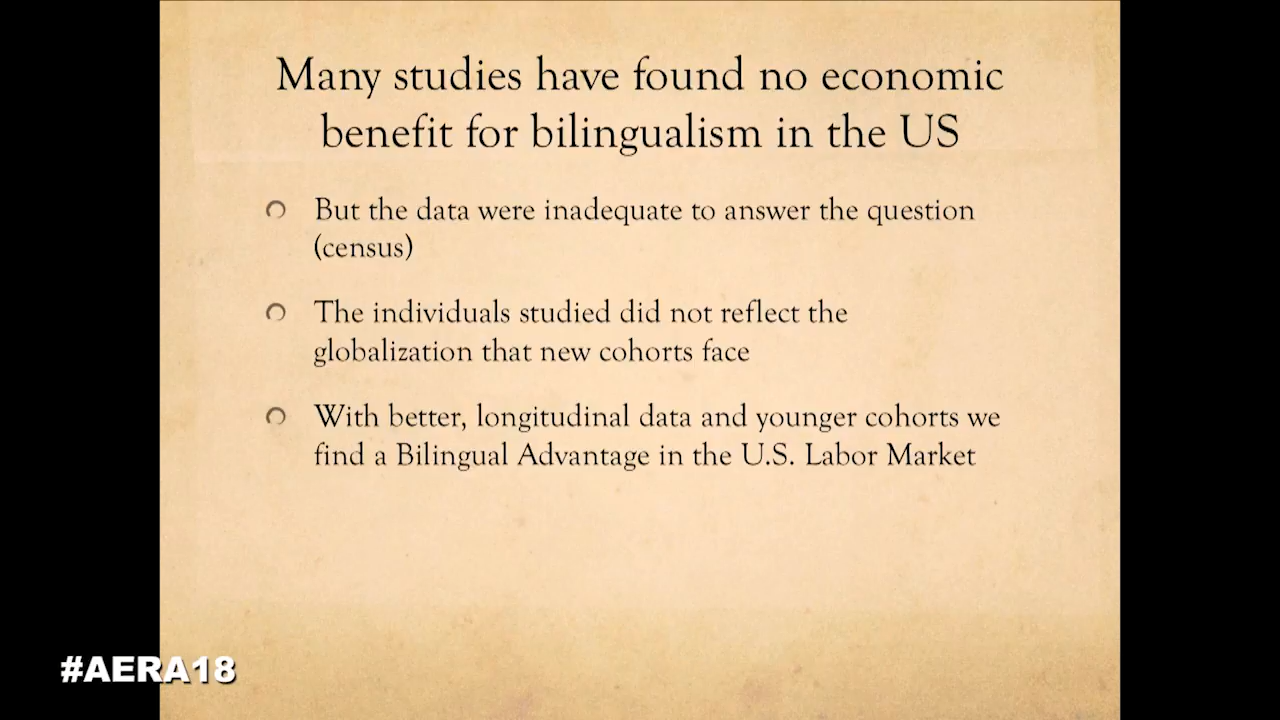 Many studies have found no economic
benefit for bilingualism in the US
But the data were inadequate to answer the question
(census)
The individuals studied did not reflect the
globalization that new cohorts face
With better, longitudinal data and younger cohorts we
find a Bilingual Advantage in the U.S. Labor Market
#AERA18